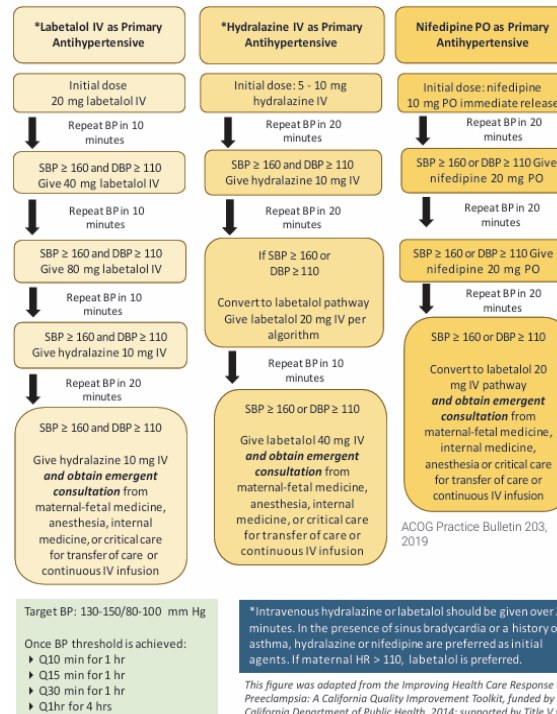 *Labetalol IV as Primary
Antihypertensive
Initial dose
20 mg labetalol IV
Repeat BP in 10
minutes
SBP ≥ 160 and DBP ≥ 110
Give 40 mg labetalol IV
Repeat BP in 10
minutes
SBP ≥ 160 and DBP ≥ 110
Give 80 mg labetalol IV
Repeat BP in 10
minutes
SBP ≥ 160 and DBP ≥ 110
Give hydralazine 10 mg IV
Repeat BP in 20
minutes
SBP ≥ 160 and DBP ≥ 110
Give hydralazine 10 mg IV
and obtain emergent
consultation from
maternal-fetal medicine,
anesthesia, internal
medicine, or critical care
for transfer of care or
continuous IV infusion
*Hydralazine IV as Primary
Antihypertensive
Initial dose: 5 - 10 mg
hydralazine IV
Repeat BP in 20
minutes
SBP ≥ 160 and DBP ≥ 110
Give hydralazine 10 mg IV
Repeat BP in 20
minutes
If SBP ≥ 160 or
DBP ≥ 110
Convert to labetalol pathway
Give labetalol 20 mg IV per
algorithm
Repeat BP in 10
minutes
SBP ≥ 160 or DBP ≥ 110
Give labetalol 40 mg IV
and obtain emergent
consultation from
maternal-fetal medicine,
anesthesia, internal
medicine, or critical care
for transfer of care or
continuous IV infusion
Nifedipine PO as Primary
Antihypertensive
Initial dose: nifedipine
10 mg PO immediate release
Repeat BP in 20
minutes
SBP ≥ 160 or DBP ≥ 110 Give
nifedipine 20 mg PO
Repeat BP in 20
minutes
SBP ≥ 160 or DBP ≥ 110 Give
nifedipine 20 mg PO
Repeat BP in 20
minutes
SBP ≥ 160 or DBP ≥ 110
Convert to labetalol 20
mg IV pathway
and obtain emergent
consultation from
maternal-fetal medicine,
internal medicine,
anesthesia or critical care
for transfer of care or
continuous IV infusion
ACOG Practice Bulletin 203,
2019
Target BP: 130-150/80-100 mm Hg
Once BP threshold is achieved:
Q10 min for 1 hr
Q15 min for 1 hr
Q30 min for 1 hr
Q1hr for 4 hrs
*Intravenous hydralazine or labetalol should be given over
minutes. In the presence of sinus bradycardia or a history o
asthma, hydralazine or nifedipine are preferred as initial
agents. If maternal HR > 110, labetalol is preferred.
This figure was adapted from the Improving Health Care Response
Preeclampsia: A California Quality Improvement Toolkit, funded by
California Department of Public Health, 2014; supported by Title V